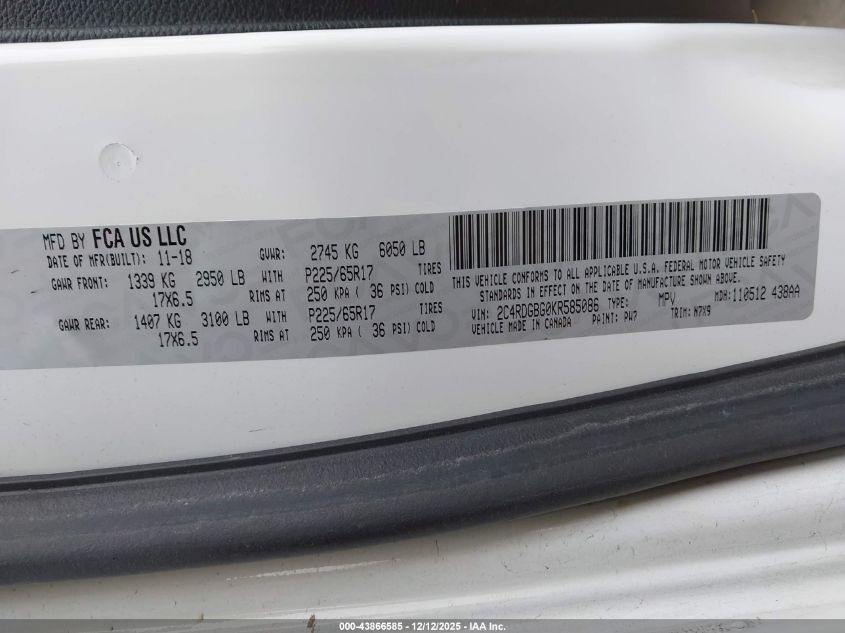 MFD BY FCA US LLC
DATE OF MFR(BUILT): 11-18 GVWR: 2745 KG 6050 LB
GAWR FRONT: 1339 KG 2950 LB WITH P225/65R17 TIRES
17X6.5 RIMS AT 250 KPA ( 36 PSI) COLD
GAWR REAR: 1407 KG 3100 LB WITH P225/65R17 TIRES
17X6.5 RIMS AT 250 KPA ( 36 PSI) COLD
THIS VEHICLE CONFORMS TO ALL APPLICABLE U.S.A. FEDERAL MOTOR VEHICLE SAFETY
STANDARDS IN EFFECT ON THE DATE OF MANUFACTURE SHOWN ABOVE.
VIN: 2C4RDGBG0KR585086 TYPE: MPV MDH: 110512 438AA
VEHICLE MADE IN CANADA PAINT: PW7 TRIM: N7X9
000-43866585 - 12/12/2025 - IAA Inc.